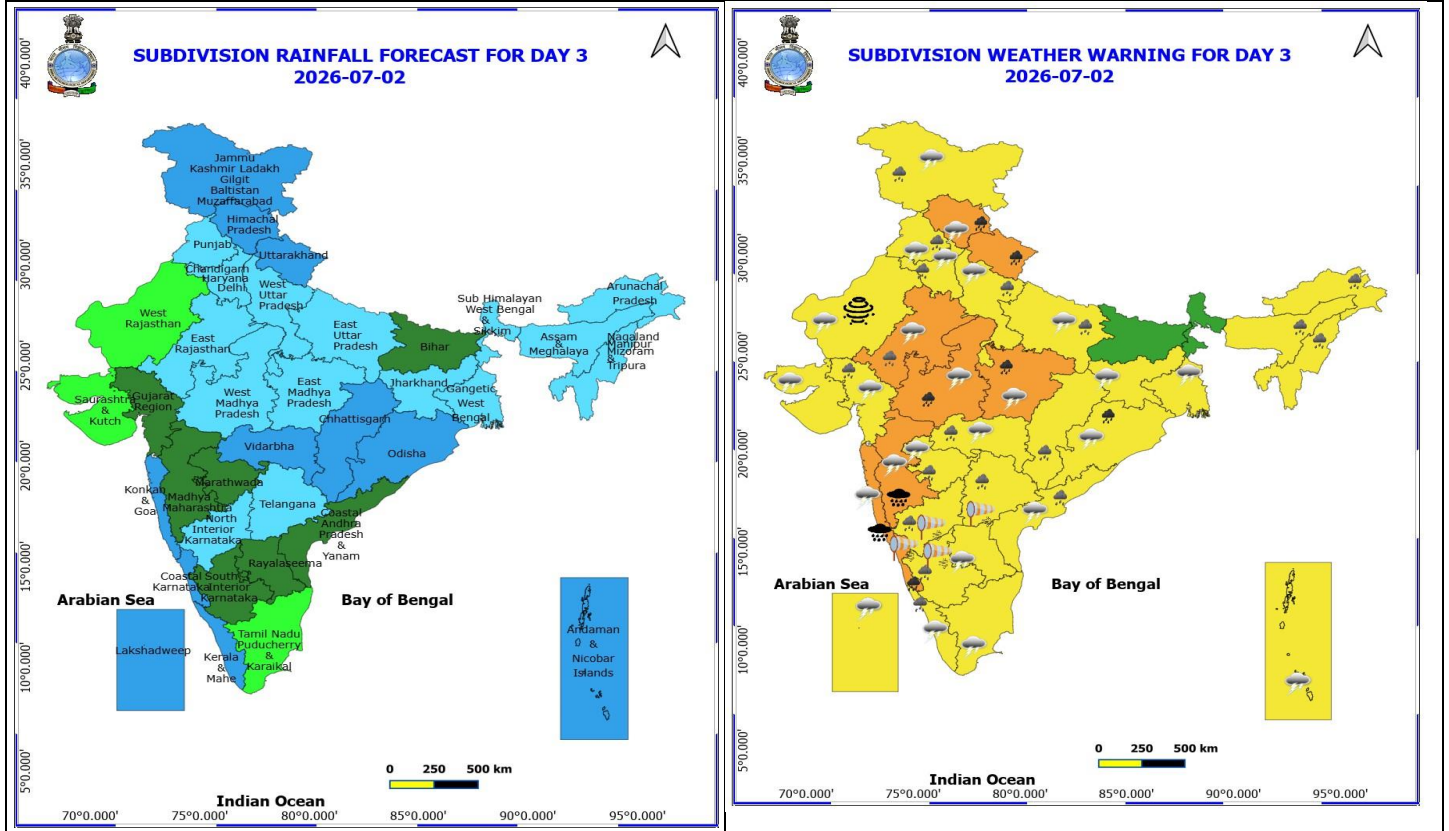 SUBDIVISION RAINFALL FORECAST FOR DAY 3
2026-07-02
40°0.000'
35°0.000'
30°0.000'
25°0.000'
20°0.000'
15°0.000'
10°0.000'
5°0.000'
Jammu
Kashmir Ladakh
Gilgit
Baltistan
Muzaffarabad
Himachal
Pradesh
Punjab
Uttarakhand
Chandigarh
Haryana
Delhi
West
Uttar
Pradesh
West
Rajasthan
East
Rajasthan
East
Uttar
Pradesh
Bihar
Sub Himalayan
West Bengal
&
Sikkim
Arunachal
Pradesh
Assam
&
Meghalaya
Nagaland
Manipur
Mizoram
&
Tripura
Saurashtra
&
Kutch
Gujarat
Region
West
Madhya
Pradesh
East
Madhya
Pradesh
Jharkhand
Gangetic
West
Bengal
Chhattisgarh
Vidarbha
Odisha
Konkan
&
Goa
Madhya
Maharashtra
Marathwada
Telangana
North
Interior
Karnataka
Coastal
Andhra
Pradesh
&
Yanam
Rayalaseema
Coastal
Karnataka
South
Interior
Karnataka
Tamil Nadu
Puducherry
&
Karaikal
Kerala
&
Mahe
Lakshadweep
Andaman
&
Nicobar
Islands
Arabian Sea
Bay of Bengal
Indian Ocean
0 250 500 km
70°0.000' 75°0.000' 80°0.000' 85°0.000' 90°0.000' 95°0.000'
SUBDIVISION WEATHER WARNING FOR DAY 3
2026-07-02
40°0.000'
35°0.000'
30°0.000'
25°0.000'
20°0.000'
15°0.000'
10°0.000'
5°0.000'
Arabian Sea
Bay of Bengal
Indian Ocean
0 250 500 km
70°0.000' 75°0.000' 80°0.000' 85°0.000' 90°0.000' 95°0.000'